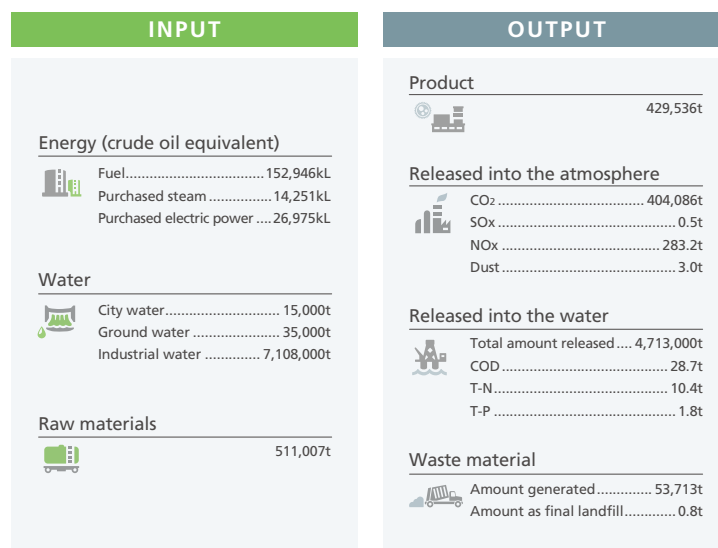 INPUT
Energy (crude oil equivalent)
Fuel..................................152,946kL
Purchased steam ...............14,251kL
Purchased electric power ....26,975kL
Water
City water............................ 15,000t
Ground water ..................... 35,000t
Industrial water .............. 7,108,000t
Raw materials
511,007t
OUTPUT
Product
429,536t
Released into the atmosphere
CO2 ................................... 404,086t
SOx ........................................... 0.5t
NOx ....................................... 283.2t
Dust.......................................... 3.0t
Released into the water
Total amount released .... 4,713,000t
COD ......................................... 28.7t
T-N........................................... 10.4t
T-P ............................................ 1.8t
Waste material
Amount generated.............. 53,713t
Amount as final landfill............. 0.8t